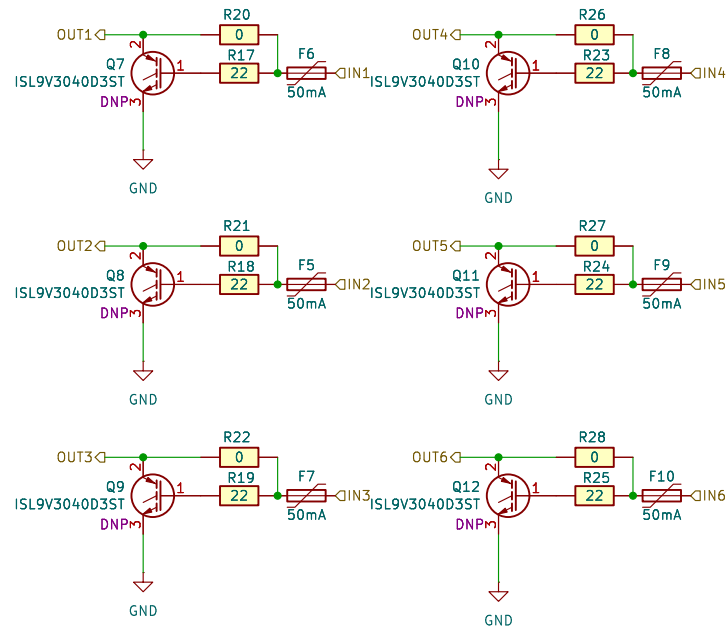 R20
OUT1
0
2
Q7
R17
F6
1
22
IN1
ISL9V3040D3ST
50mA
DNP
3
GND
R26
OUT4
0
2
Q10
R23
F8
1
22
IN4
ISL9V3040D3ST
50mA
DNP
3
GND
R21
OUT2
0
2
Q8
R18
F5
1
22
IN2
ISL9V3040D3ST
50mA
DNP
3
GND
R27
OUT5
0
2
Q11
R24
F9
1
22
IN5
ISL9V3040D3ST
50mA
DNP
3
GND
R22
OUT3
0
2
Q9
R19
F7
1
22
IN3
ISL9V3040D3ST
50mA
DNP
3
GND
R28
OUT6
0
2
Q12
R25
F10
1
22
IN6
ISL9V3040D3ST
50mA
DNP
3
GND